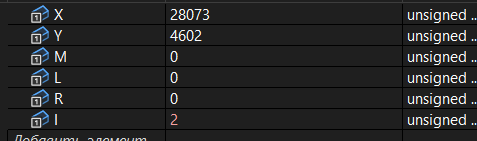 X 28073 unsigned ..
Y 4602 unsigned ..
M 0 unsigned ..
L 0 unsigned ..
R 0 unsigned ..
I 2 unsigned ..
Добавить элемент